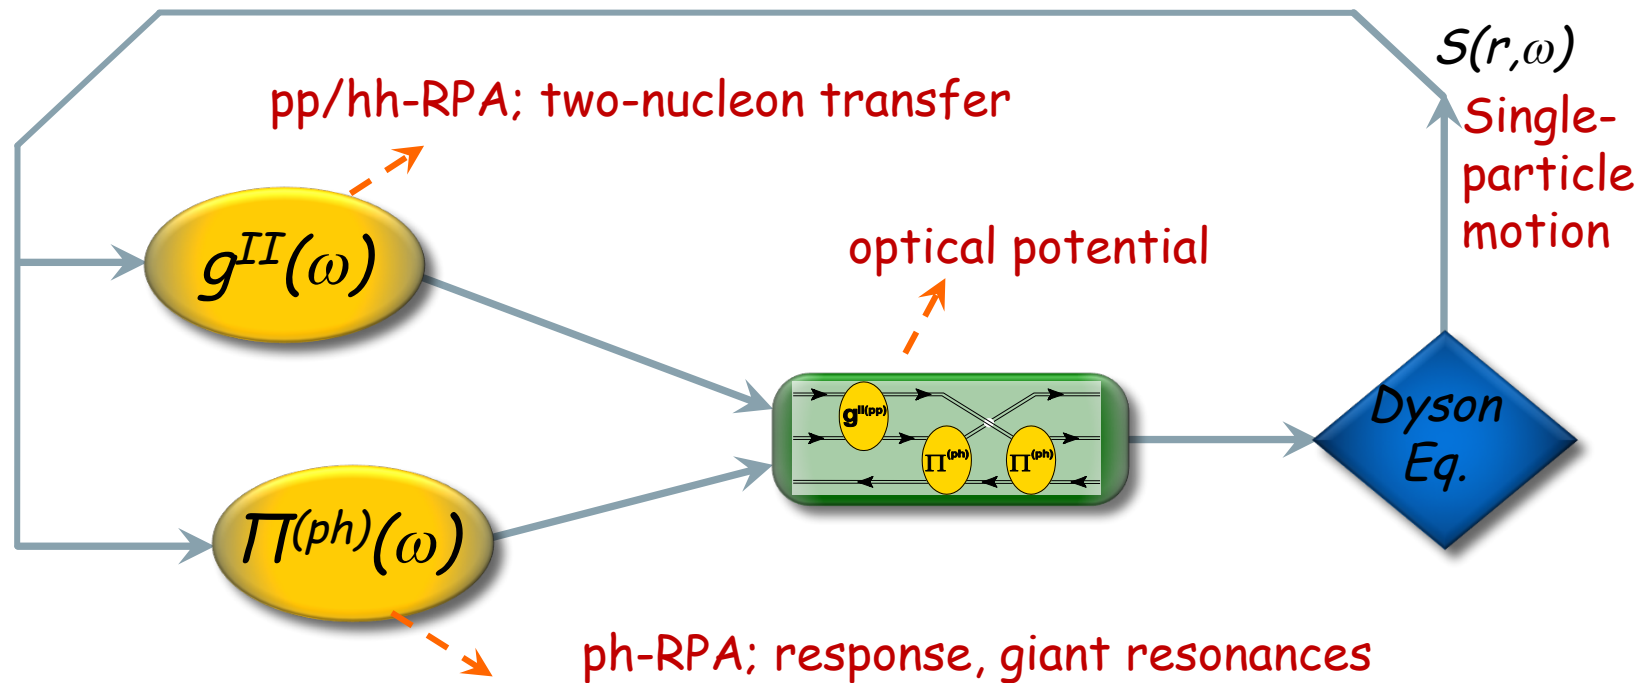 S(r,ω)
pp/hh-RPA; two-nucleon transfer
Single-
particle
motion
g^II(ω)
optical potential
g^II(pp)
Π^(ph)
Π^(ph)
Dyson
Eq.
Π^(ph)(ω)
ph-RPA; response, giant resonances